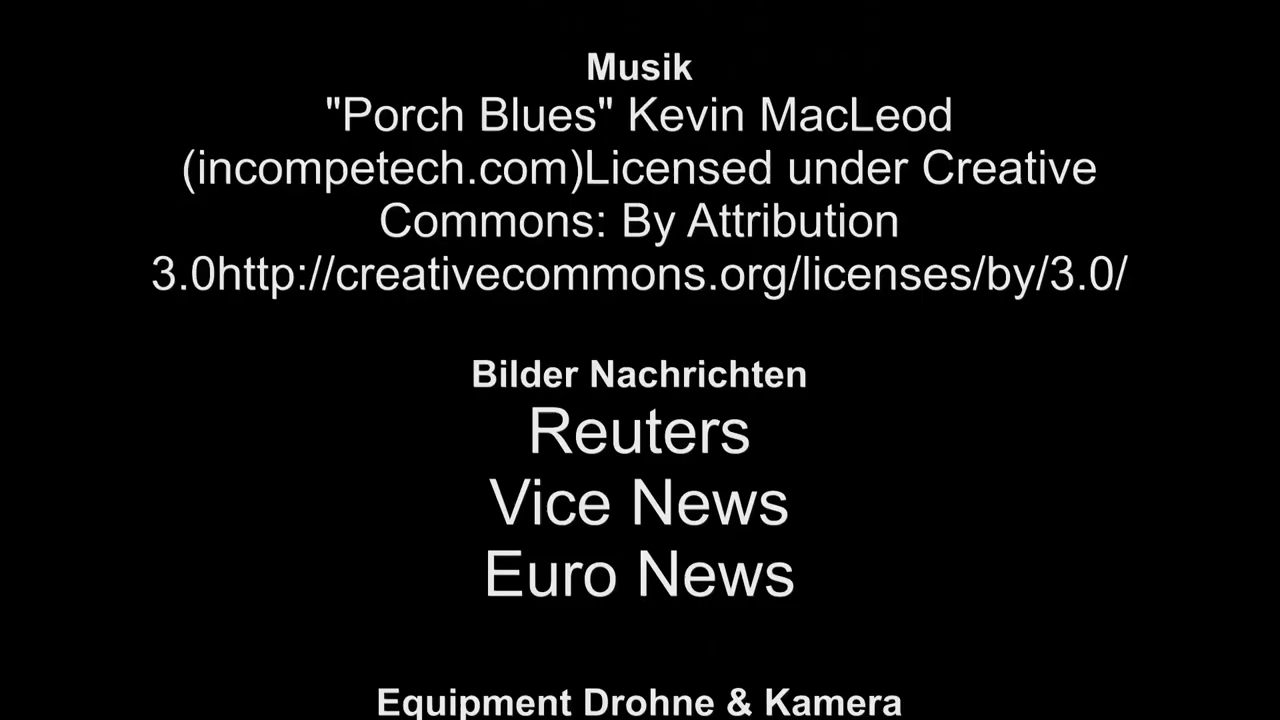 Musik
"Porch Blues" Kevin MacLeod
(incompetech.com)Licensed under Creative
Commons: By Attribution
3.0http://creativecommons.org/licenses/by/3.0/
Bilder Nachrichten
Reuters
Vice News
Euro News
Equipment Drohne & Kamera